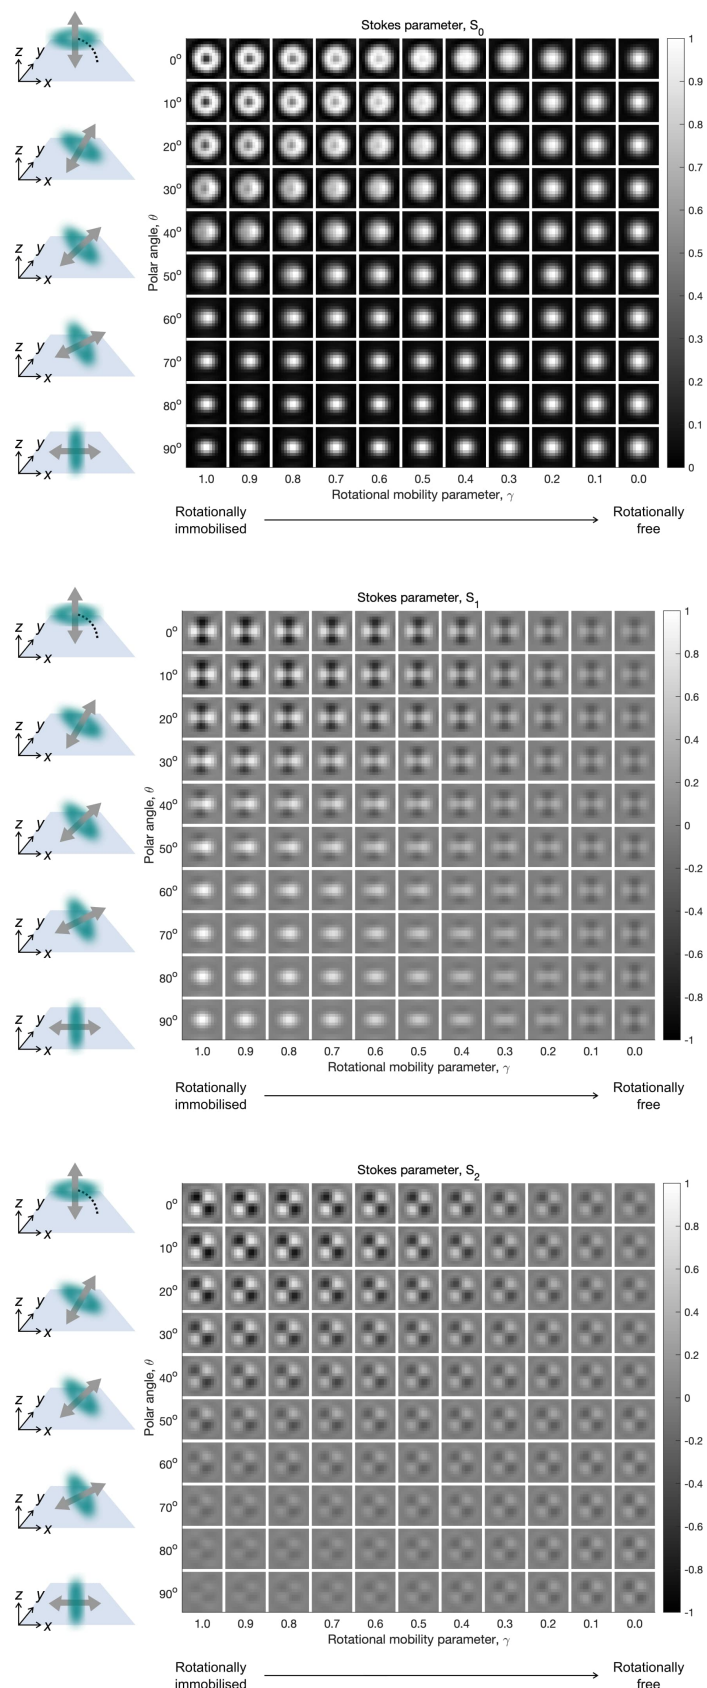 Stokes parameter, S0
z y x
0°
10°
20°
30°
40°
50°
60°
70°
80°
90°
Polar angle, θ
z y x
z y x
z y x
z y x
1
0.9
0.8
0.7
0.6
0.5
0.4
0.3
0.2
0.1
0
1.0 0.9 0.8 0.7 0.6 0.5 0.4 0.3 0.2 0.1 0.0
Rotational mobility parameter, γ
Rotationally immobilised
Rotationally free
Stokes parameter, S1
z y x
0°
10°
20°
30°
40°
50°
60°
70°
80°
90°
Polar angle, θ
z y x
z y x
z y x
z y x
1
0.8
0.6
0.4
0.2
0
-0.2
-0.4
-0.6
-0.8
-1
1.0 0.9 0.8 0.7 0.6 0.5 0.4 0.3 0.2 0.1 0.0
Rotational mobility parameter, γ
Rotationally immobilised
Rotationally free
Stokes parameter, S2
z y x
0°
10°
20°
30°
40°
50°
60°
70°
80°
90°
Polar angle, θ
z y x
z y x
z y x
z y x
1
0.8
0.6
0.4
0.2
0
-0.2
-0.4
-0.6
-0.8
-1
1.0 0.9 0.8 0.7 0.6 0.5 0.4 0.3 0.2 0.1 0.0
Rotational mobility parameter, γ
Rotationally immobilised
Rotationally free